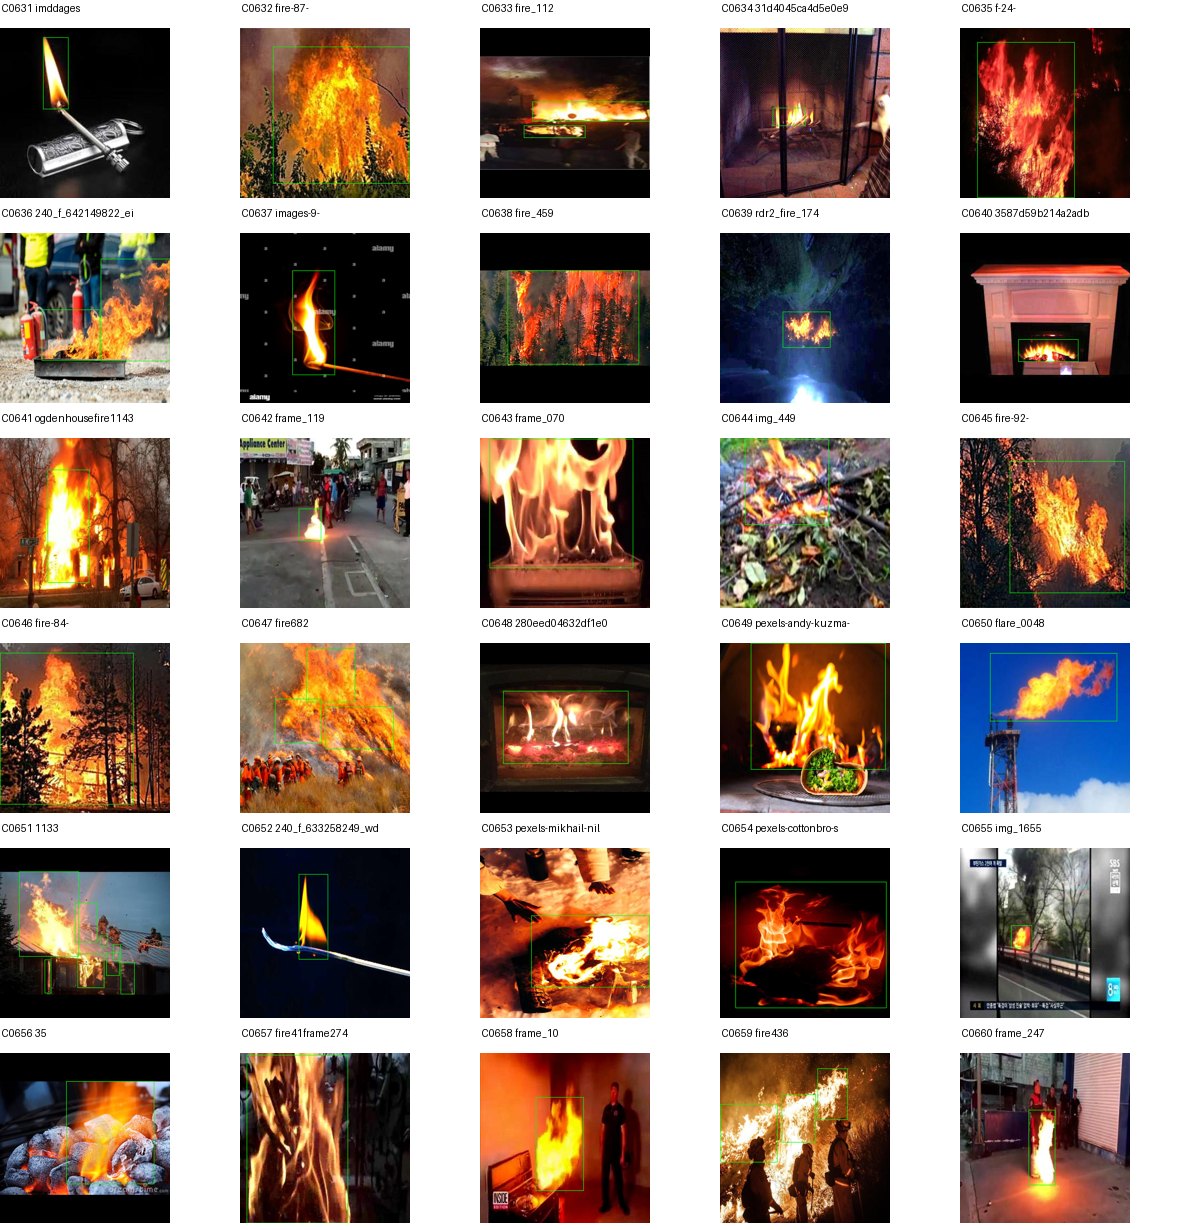 C0631 imddages
C0632 fire-87-
C0633 fire_112
C0634 31d4045ca4d5e0e9
C0635 f-24-
C0636 240_f_642149822_ei
C0637 images-9-
C0638 fire_459
C0639 rdr2_fire_174
C0640 3587d59b214a2adb
alamy
alamy
alamy
alamy
C0641 ogdenhousefire1143
C0642 frame_119
C0643 frame_070
C0644 img_449
C0645 fire-92-
Appliance Center
C0646 fire-84-
C0647 fire682
C0648 280eed04632df1e0
C0649 pexels-andy-kuzma-
C0650 flare_0048
C0651 1133
C0652 240_f_633258249_wd
C0653 pexels-mikhail-nil
C0654 pexels-cottonbro-s
C0655 img_1655
SBS
8
C0656 35
C0657 fire41frame274
C0658 frame_10
C0659 fire436
C0660 frame_247
INSIDE
EDITION